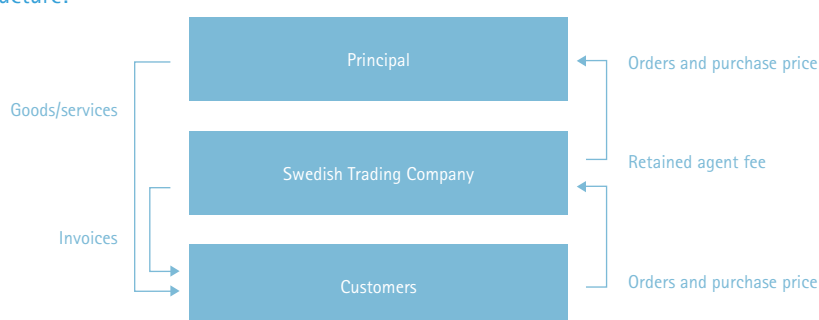 Principal
Orders and purchase price
Goods/services
Swedish Trading Company
Retained agent fee
Invoices
Customers
Orders and purchase price